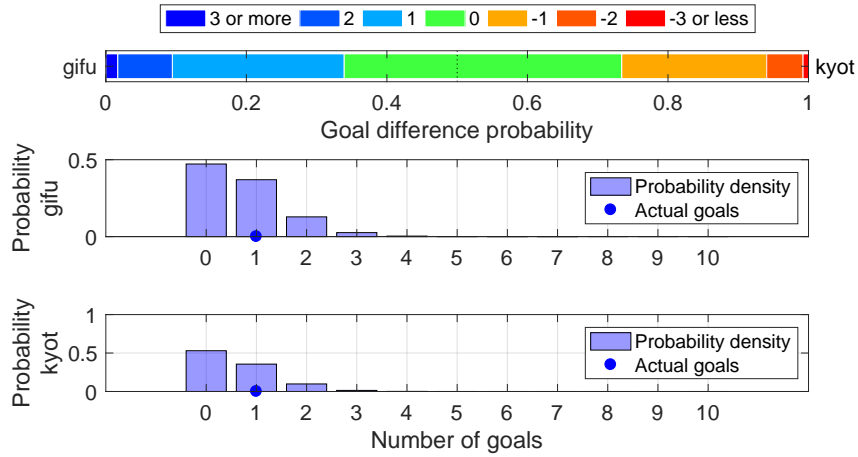 3 or more 2 1 0 -1 -2 -3 or less
gifu kyot
0 0.2 0.4 0.6 0.8 1
Goal difference probability
Probability
gifu
0.5
0
Probability density
Actual goals
0 1 2 3 4 5 6 7 8 9 10
Probability
kyot
1
0.5
0
Probability density
Actual goals
0 1 2 3 4 5 6 7 8 9 10
Number of goals